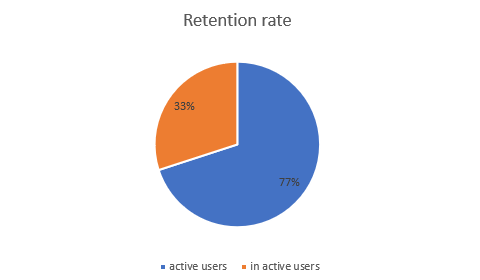 Retention rate
33%
77%
active users
in active users